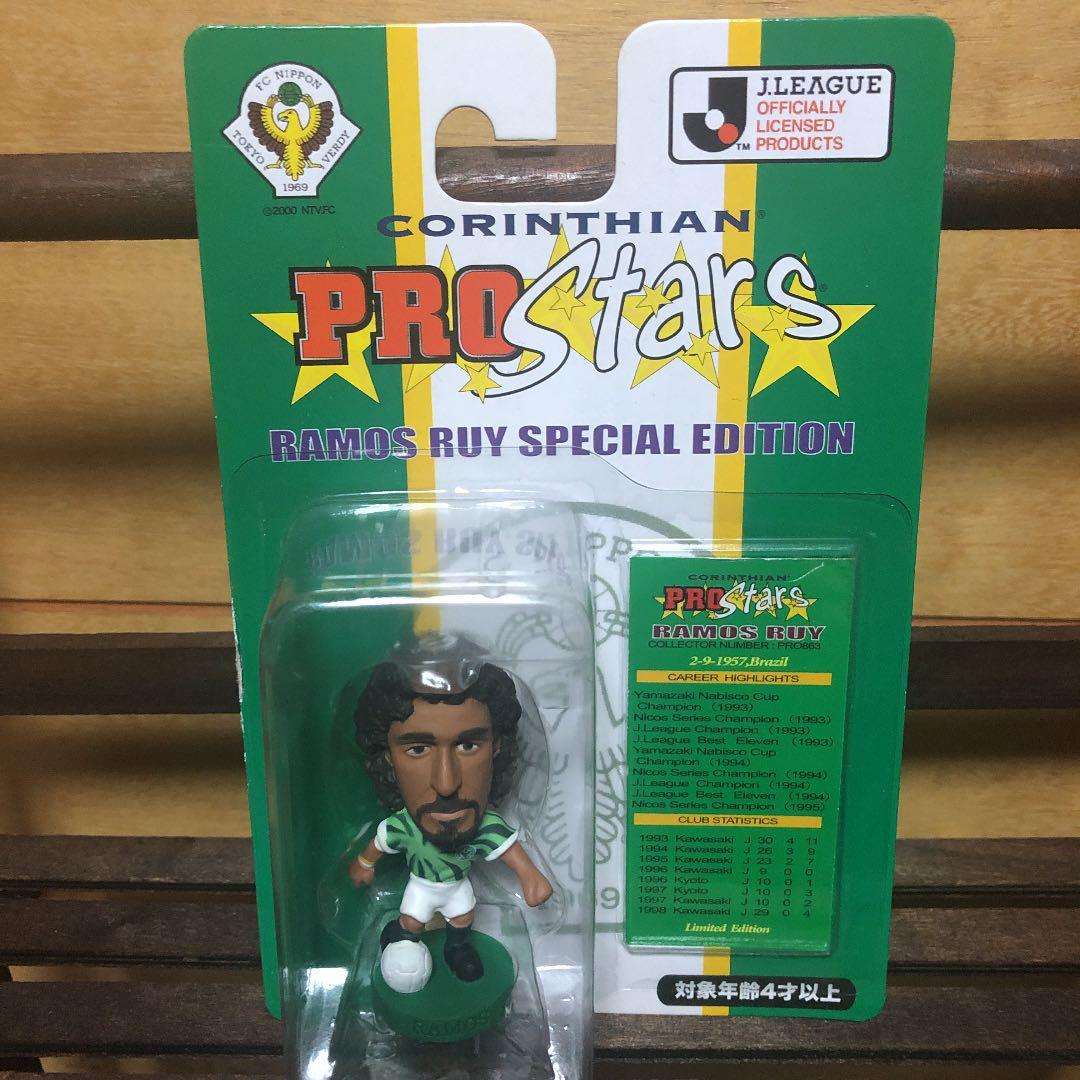 FC NIPPON
TOKYO VERDY
1969
©2000 NTV.FC
J.LEAGUE
OFFICIALLY
LICENSED
PRODUCTS
TM
CORINTHIAN®
PRO Stars®
RAMOS RUY SPECIAL EDITION
CORINTHIAN®
PRO Stars
RAMOS RUY
COLLECTOR NUMBER : PRO863
2-9-1957,Brazil
CAREER HIGHLIGHTS
Yamazaki Nabisco Cup
Champion (1993)
Nicos Series Champion (1993)
J.League Champion (1993)
J.League Best Eleven (1993)
Yamazaki Nabisco Cup
Champion (1994)
Nicos Series Champion (1994)
J.League Champion (1994)
J.League Best Eleven (1994)
Nicos Series Champion (1995)
CLUB STATISTICS
1993 Kawasaki J 30 4 11
1994 Kawasaki J 26 3 9
1995 Kawasaki J 23 2 7
1996 Kawasaki J 9 0 0
1996 Kyoto J 10 0 1
1997 Kyoto J 10 0 3
1997 Kawasaki J 10 0 2
1998 Kawasaki J 29 0 4
Limited Edition
RAMOS
対象年齢4才以上